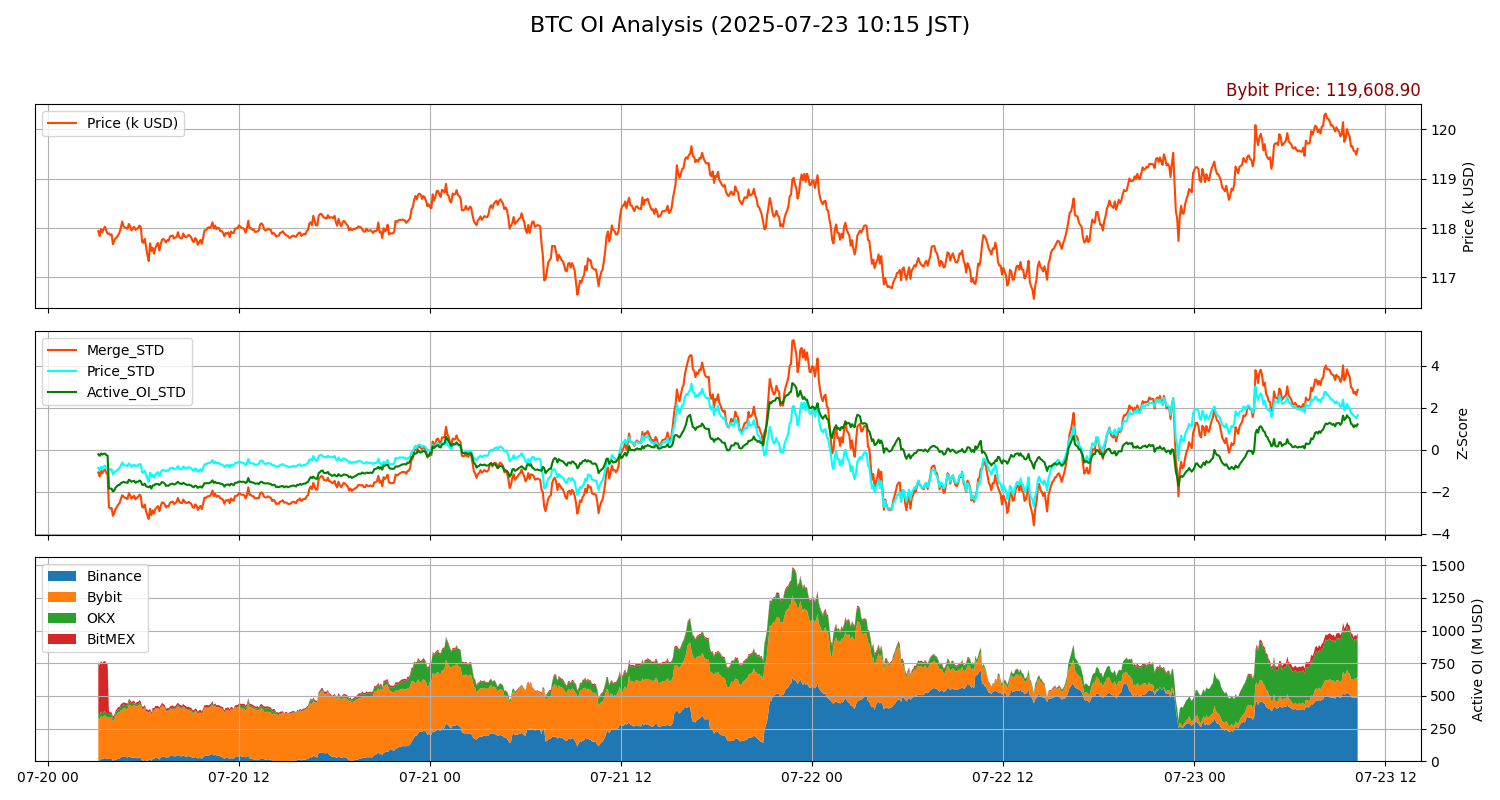 BTC OI Analysis (2025-07-23 10:15 JST)
Bybit Price: 119,608.90
Price (k USD)
120
119
118
117
Price (k USD)
Merge_STD
Price_STD
Active_OI_STD
4
2
0
−2
−4
Z-Score
Binance
Bybit
OKX
BitMEX
1500
1250
1000
750
500
250
0
Active OI (M USD)
07-20 00
07-20 12
07-21 00
07-21 12
07-22 00
07-22 12
07-23 00
07-23 12